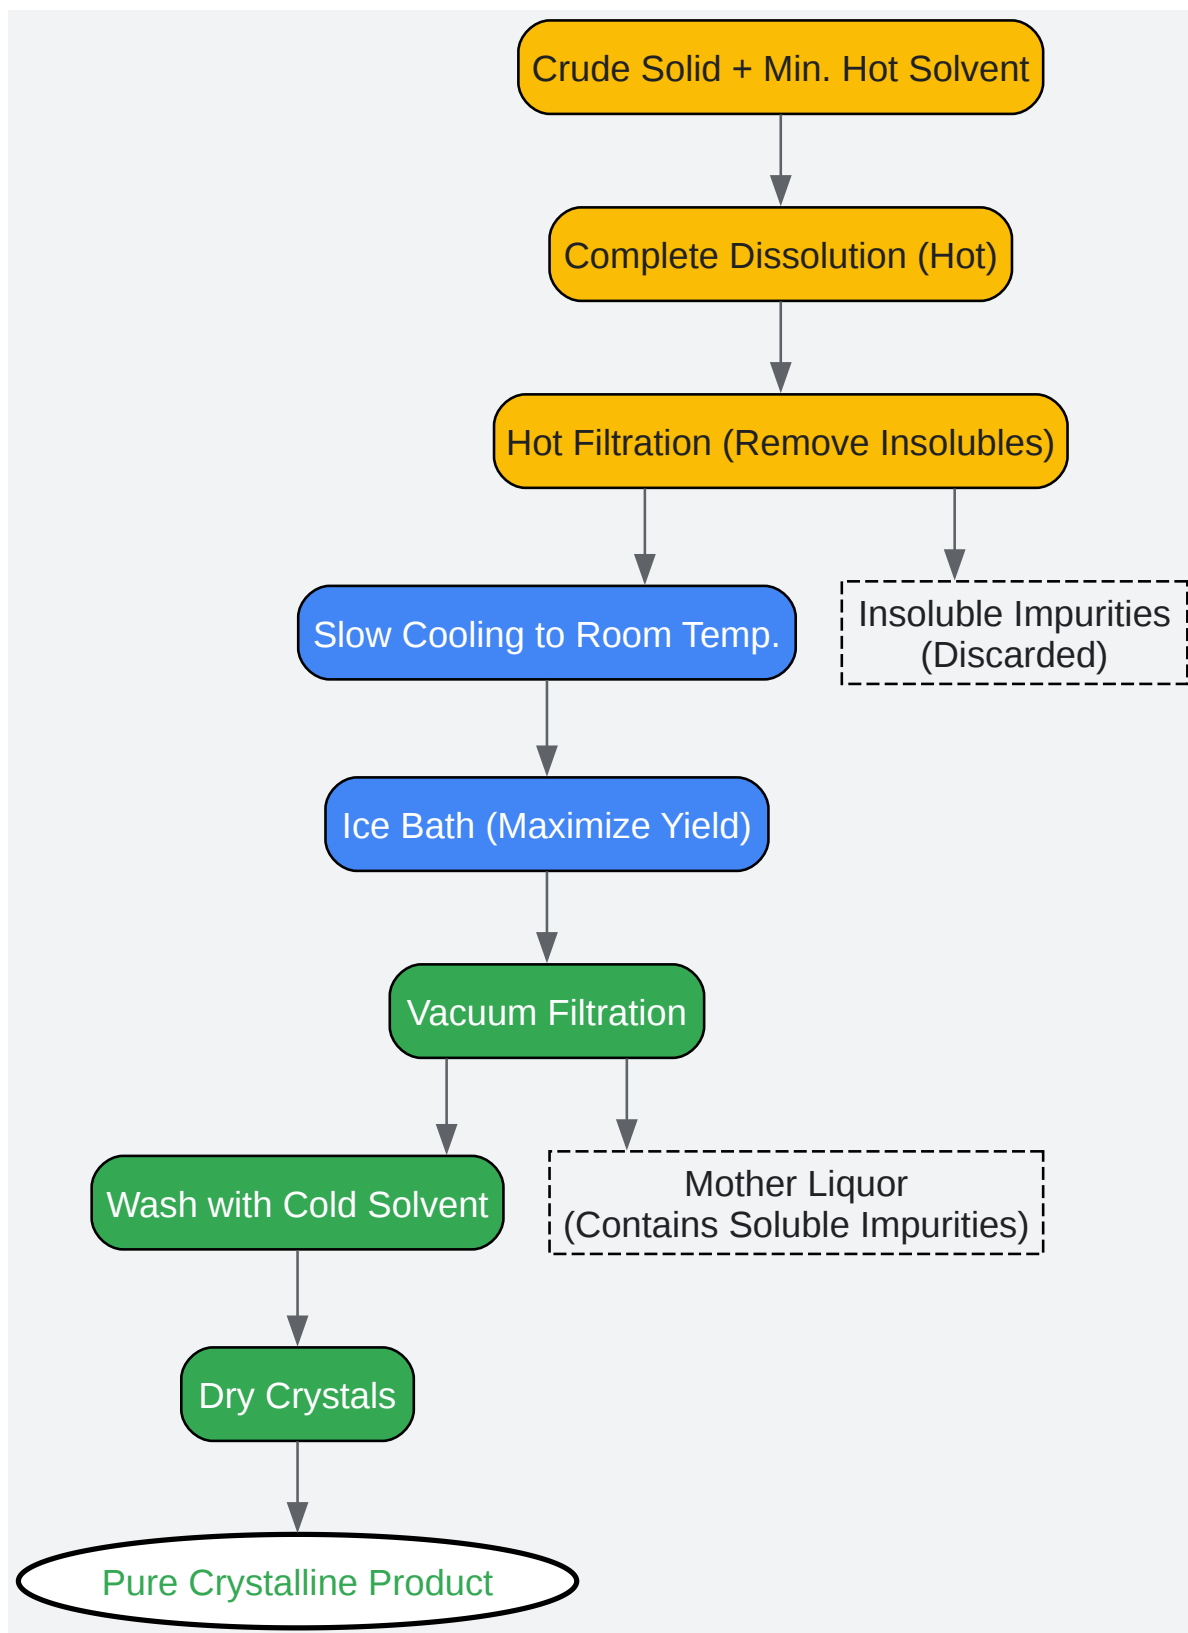 Crude Solid + Min. Hot Solvent
Complete Dissolution (Hot)
Hot Filtration (Remove Insolubles)
Slow Cooling to Room Temp.
Insoluble Impurities
(Discarded)
Ice Bath (Maximize Yield)
Vacuum Filtration
Wash with Cold Solvent
Mother Liquor
(Contains Soluble Impurities)
Dry Crystals
Pure Crystalline Product